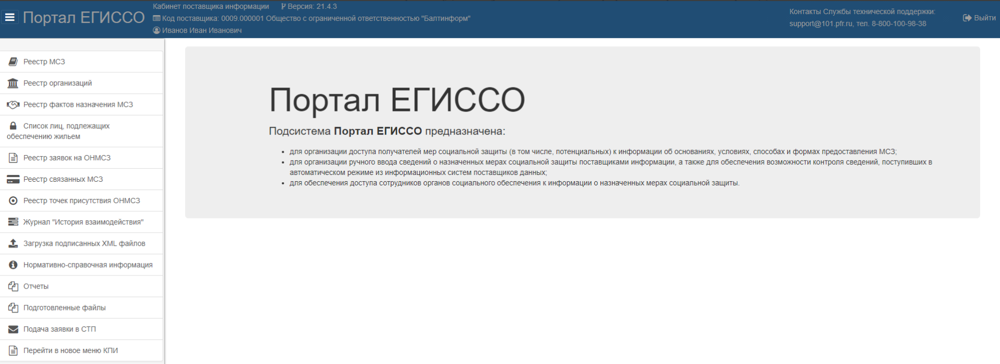 Портал ЕГИССО
Кабинет поставщика информации Версия: 21.4.3
Код поставщика: 0009.000001 Общество с ограниченной ответственностью "Балтинформ"
Иванов Иван Иванович
Контакты Службы технической поддержки:
support@101.pfr.ru, тел. 8-800-100-98-38
Выйти
Реестр МСЗ
Реестр организаций
Реестр фактов назначения МСЗ
Список лиц, подлежащих
обеспечению жильем
Реестр заявок на ОНМСЗ
Реестр связанных МСЗ
Реестр точек присутствия ОНМСЗ
Журнал "История взаимодействия"
Загрузка подписанных XML файлов
Нормативно-справочная информация
Отчеты
Подготовленные файлы
Подача заявки в СТП
Перейти в новое меню КПИ
Портал ЕГИССО
Подсистема Портал ЕГИССО предназначена:
• для организации доступа получателей мер социальной защиты (в том числе, потенциальных) к информации об основаниях, условиях, способах и формах предоставления МСЗ;
• для организации ручного ввода сведений о назначенных мерах социальной защиты поставщиками информации, а также для обеспечения возможности контроля сведений, поступивших в
автоматическом режиме из информационных систем поставщиков данных;
• для обеспечения доступа сотрудников органов социального обеспечения к информации о назначенных мерах социальной защиты.